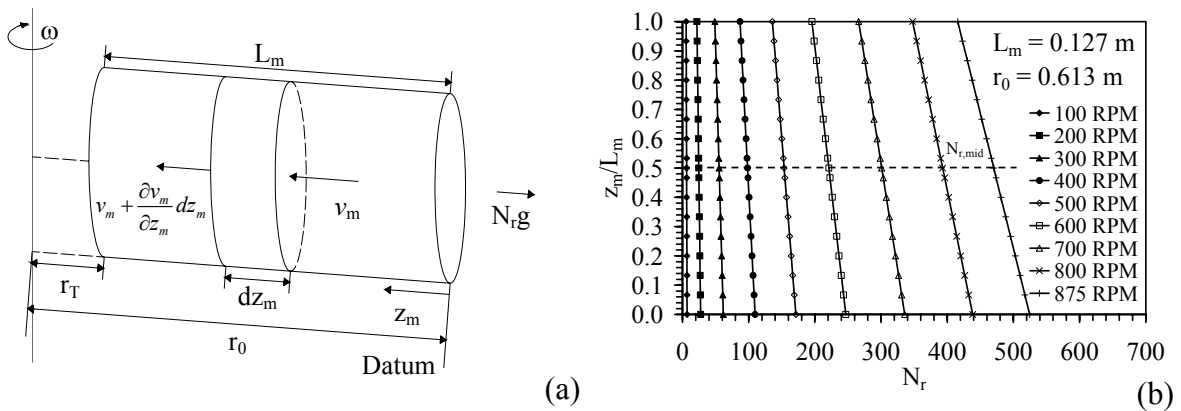 ω
L_m
v_m + ∂v_m/∂z_m dz_m
v_m
N_rg
r_T
dz_m
z_m
r_0
Datum
(a)
1.0
0.9
0.8
0.7
0.6
0.5
0.4
0.3
0.2
0.1
0.0
z_m/L_m
L_m = 0.127 m
r_0 = 0.613 m
100 RPM
200 RPM
300 RPM
400 RPM
500 RPM
600 RPM
700 RPM
800 RPM
875 RPM
N_r,mid
0 100 200 300 400 500 600 700
N_r
(b)